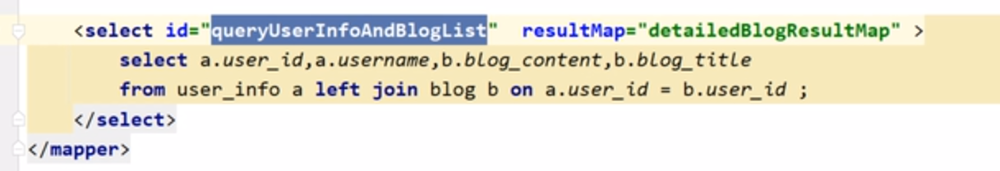 <select id="queryUserInfoAndBlogList"  resultMap="detailedBlogResultMap" >
select a.user_id,a.username,b.blog_content,b.blog_title
from user_info a left join blog b on a.user_id = b.user_id ;
</select>
</mapper>